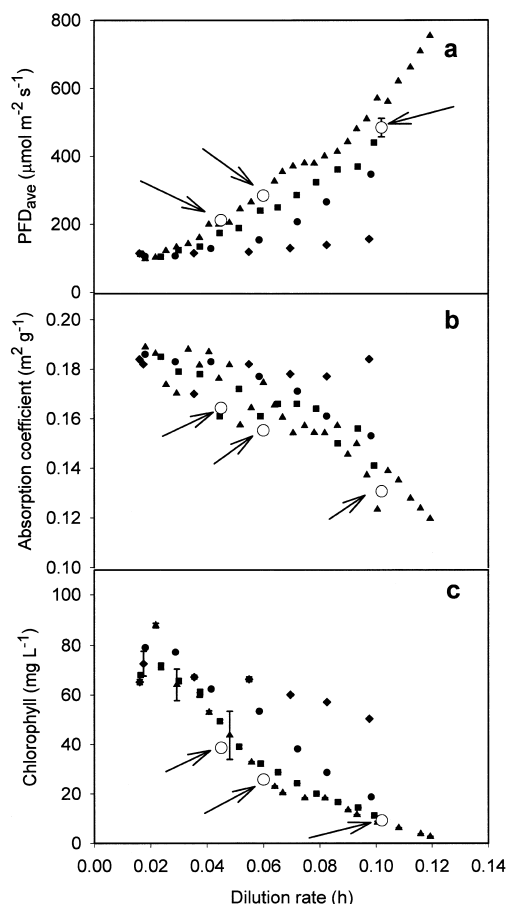 800
a
600
400
200
0
PFDave (μmol m-2 s-1)
0.20
b
0.18
0.16
0.14
0.12
0.10
Absorption coefficient (m2 g-1)
100
c
80
60
40
20
0
Chlorophyll (mg L-1)
0.00 0.02 0.04 0.06 0.08 0.10 0.12 0.14
Dilution rate (h)